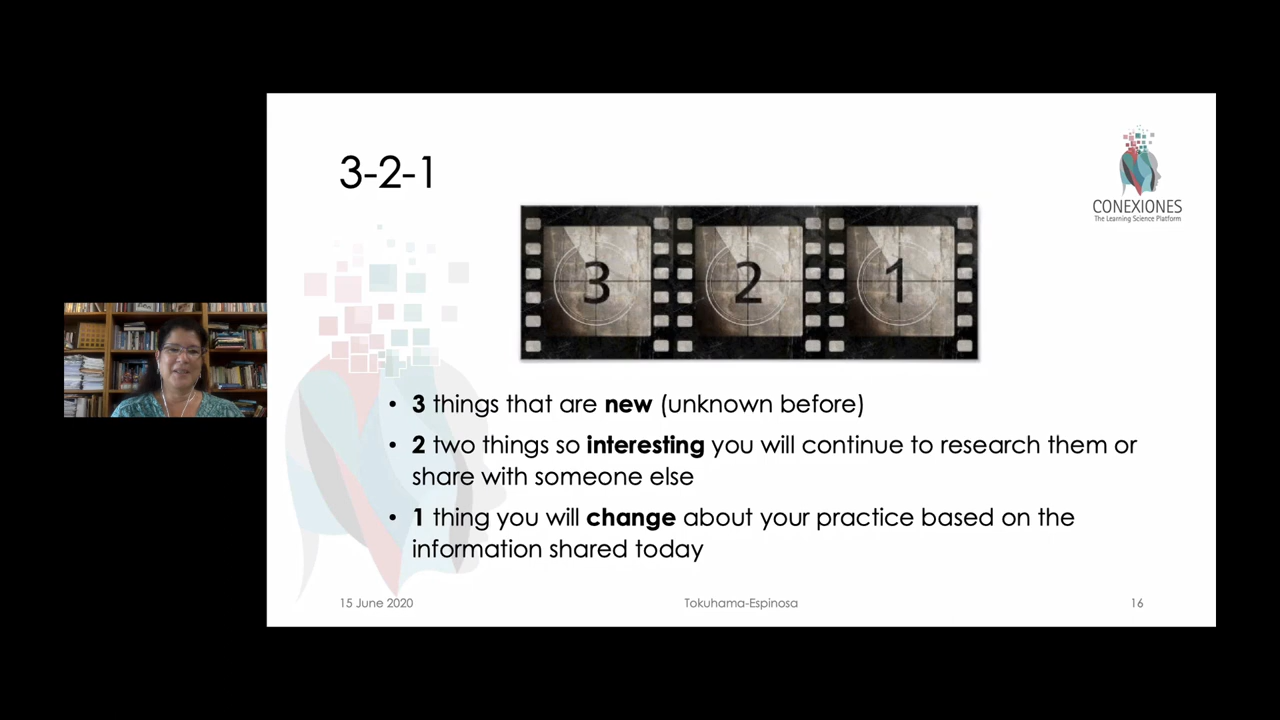 3-2-1
CONEXIONES
The Learning Science Platform
3 2 1
• 3 things that are new (unknown before)
• 2 two things so interesting you will continue to research them or
share with someone else
• 1 thing you will change about your practice based on the
information shared today
15 June 2020 Tokuhama-Espinosa 16